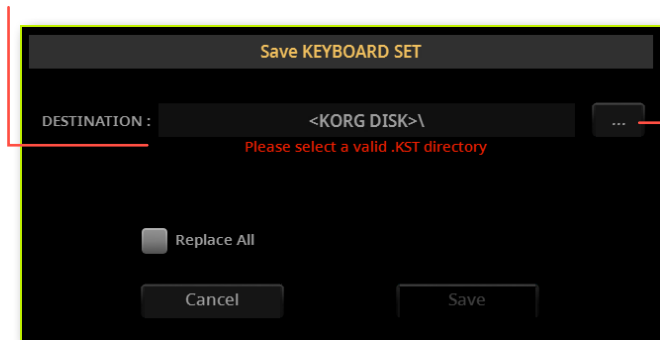 Save KEYBOARD SET
DESTINATION : <KORG DISK>\ ...
Please select a valid .KST directory
Replace All
Cancel Save